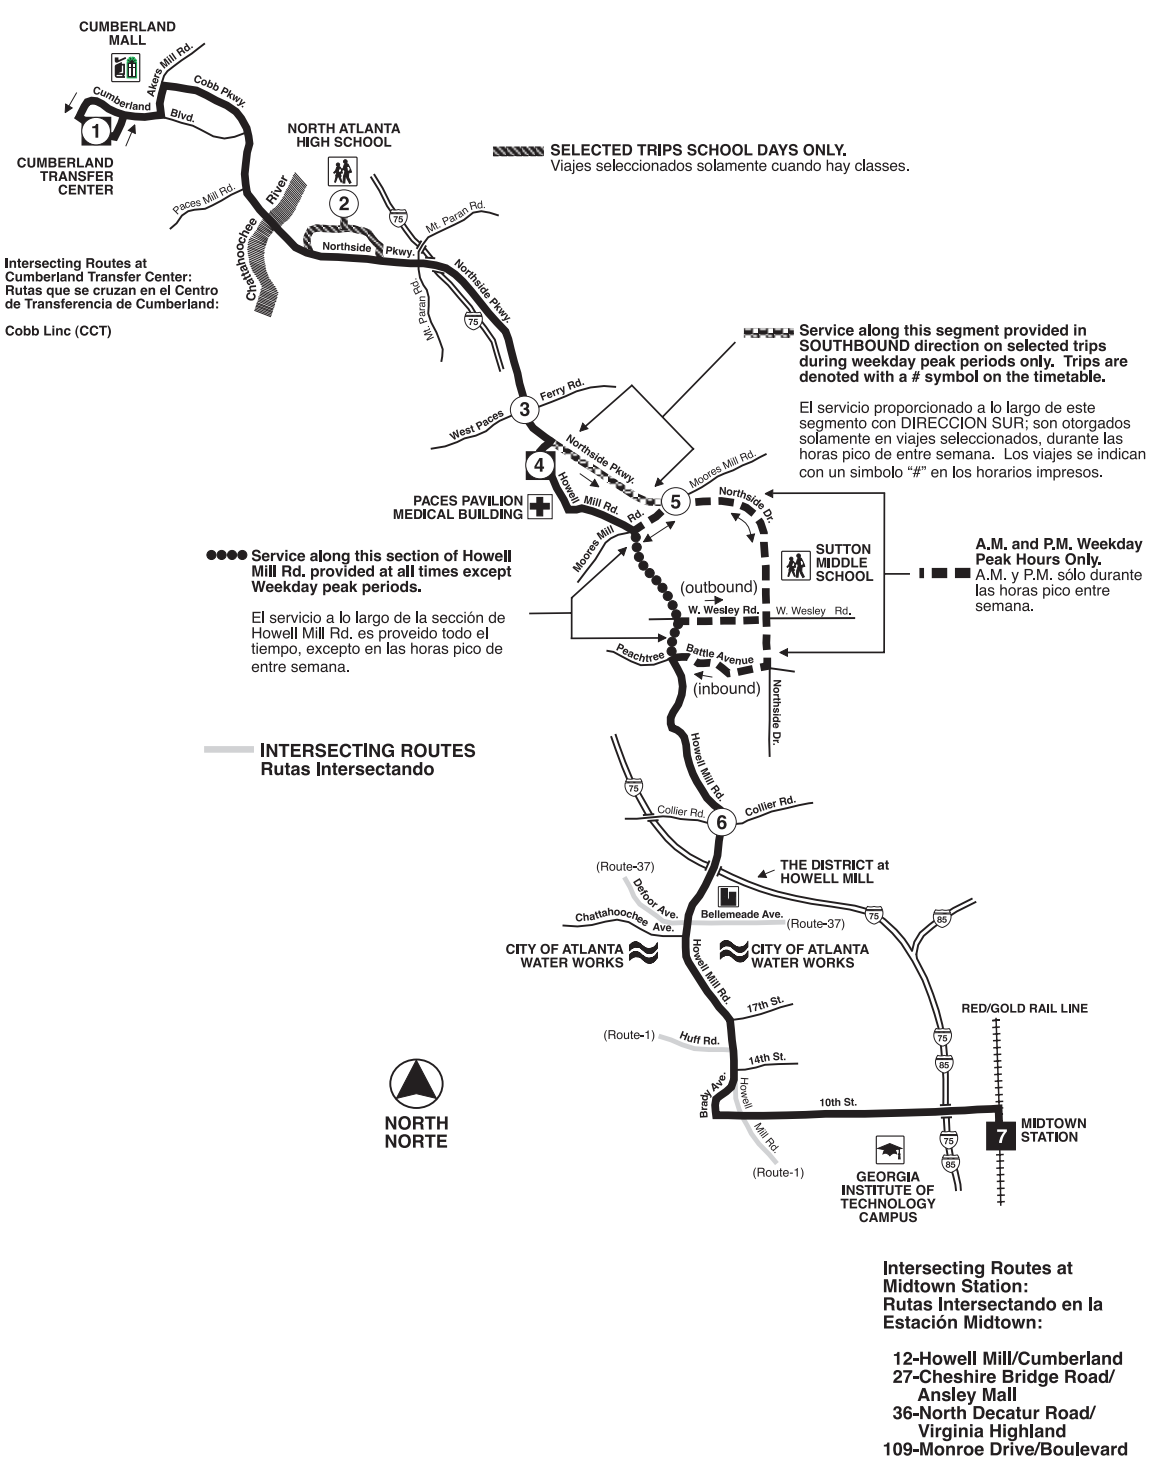 CUMBERLAND
MALL
Akers Mill Rd.
Cobb Pkwy.
Cumberland
Blvd.
1
CUMBERLAND
TRANSFER
CENTER
NORTH ATLANTA
HIGH SCHOOL
2
SELECTED TRIPS SCHOOL DAYS ONLY.
Viajes seleccionados solamente cuando hay classes.
Paces Mill Rd.
Chattahoochee
River
75
Mt. Paran Rd.
Northside Pkwy.
Northside Pkwy.
Mt. Paran Rd.
75
Intersecting Routes at
Cumberland Transfer Center:
Rutas que se cruzan en el Centro
de Transferencia de Cumberland:
Cobb Linc (CCT)
Service along this segment provided in
SOUTHBOUND direction on selected trips
during weekday peak periods only. Trips are
denoted with a # symbol on the timetable.
El servicio proporcionado a lo largo de este
segmento con DIRECCION SUR; son otorgados
solamente en viajes seleccionados, durante las
horas pico de entre semana. Los viajes se indican
con un simbolo “#” en los horarios impresos.
3
Ferry Rd.
West Paces
Northside Pkwy.
4
Howell
Mill Rd.
PACES PAVILION
MEDICAL BUILDING
5
Moores Mill Rd.
Moores Mill
Rd.
Northside Dr.
SUTTON
MIDDLE
SCHOOL
A.M. and P.M. Weekday
Peak Hours Only.
A.M. y P.M. sólo durante
las horas pico entre
semana.
Service along this section of Howell
Mill Rd. provided at all times except
Weekday peak periods.
El servicio a lo largo de la sección de
Howell Mill Rd. es proveido todo el
tiempo, excepto en las horas pico de
entre semana.
(outbound)
W. Wesley Rd.
W. Wesley Rd.
Peachtree
Battle Avenue
(inbound)
Northside Dr.
INTERSECTING ROUTES
Rutas Intersectando
Howell Mill Rd.
75
Collier Rd.
6
Collier Rd.
(Route-37)
THE DISTRICT at
HOWELL MILL
Defoor Ave.
Bellemeade Ave.
(Route-37)
Chattahoochee Ave.
75
85
CITY OF ATLANTA
WATER WORKS
CITY OF ATLANTA
WATER WORKS
Howell Mill Rd.
17th St.
RED/GOLD RAIL LINE
(Route-1)
Huff Rd.
75
85
14th St.
Brady Ave.
Howell
Mill Rd.
10th St.
7
MIDTOWN
STATION
75
85
(Route-1)
NORTH
NORTE
GEORGIA
INSTITUTE OF
TECHNOLOGY
CAMPUS
Intersecting Routes at
Midtown Station:
Rutas Intersectando en la
Estación Midtown:
12-Howell Mill/Cumberland
27-Cheshire Bridge Road/
Ansley Mall
36-North Decatur Road/
Virginia Highland
109-Monroe Drive/Boulevard